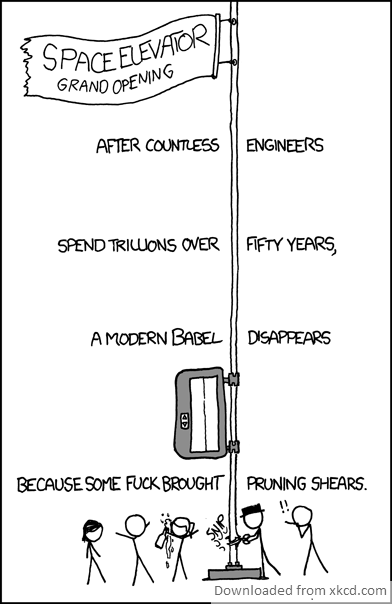 SPACE ELEVATOR
GRAND OPENING
AFTER COUNTLESS ENGINEERS
SPEND TRILLIONS OVER FIFTY YEARS,
A MODERN BABEL DISAPPEARS
BECAUSE SOME FUCK BROUGHT PRUNING SHEARS.
SNIP
!!
Downloaded from xkcd.com